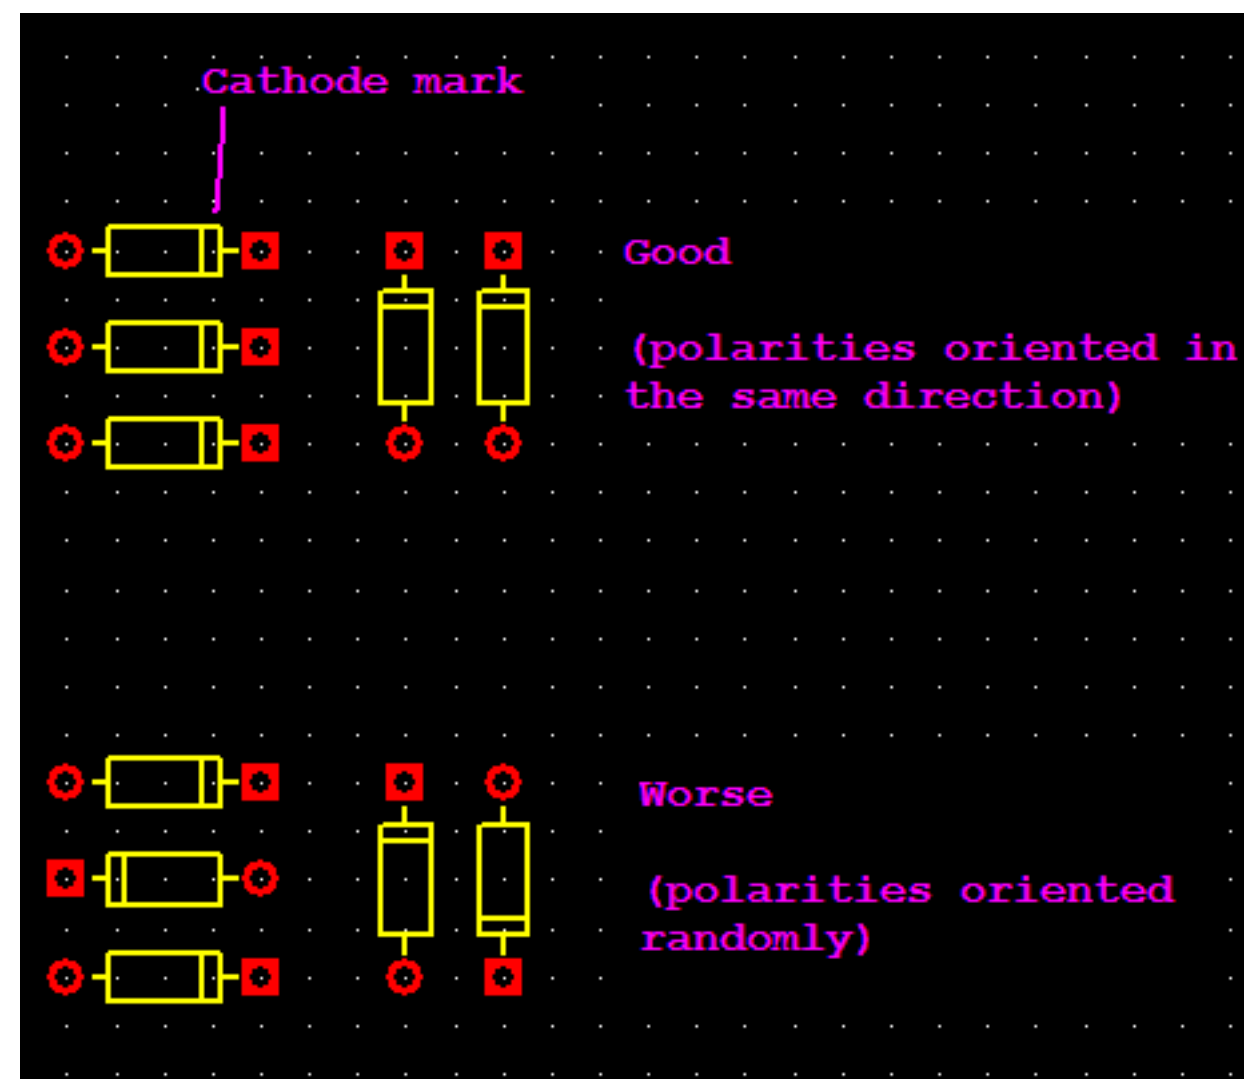 Cathode mark
Good
(polarities oriented in
the same direction)
Worse
(polarities oriented
randomly)